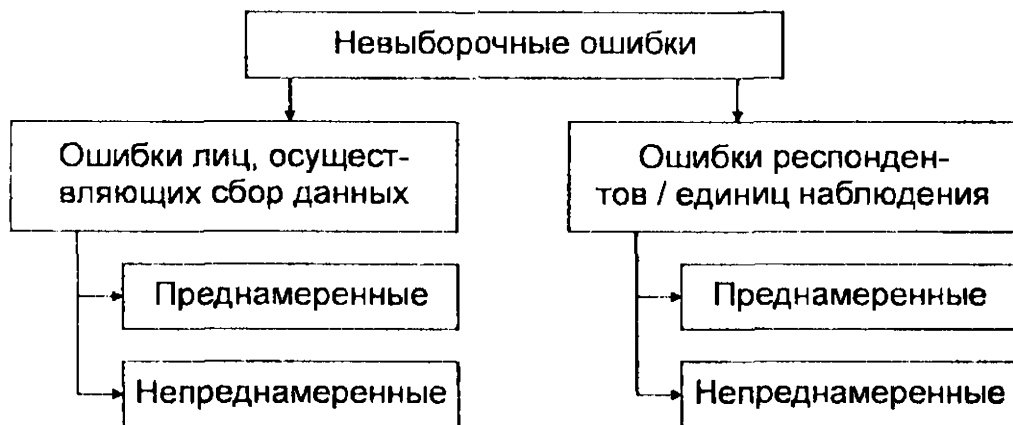 Невыборочные ошибки
Ошибки лиц, осущест-
вляющих сбор данных
Преднамеренные
Непреднамеренные
Ошибки респонден-
тов / единиц наблюдения
Преднамеренные
Непреднамеренные